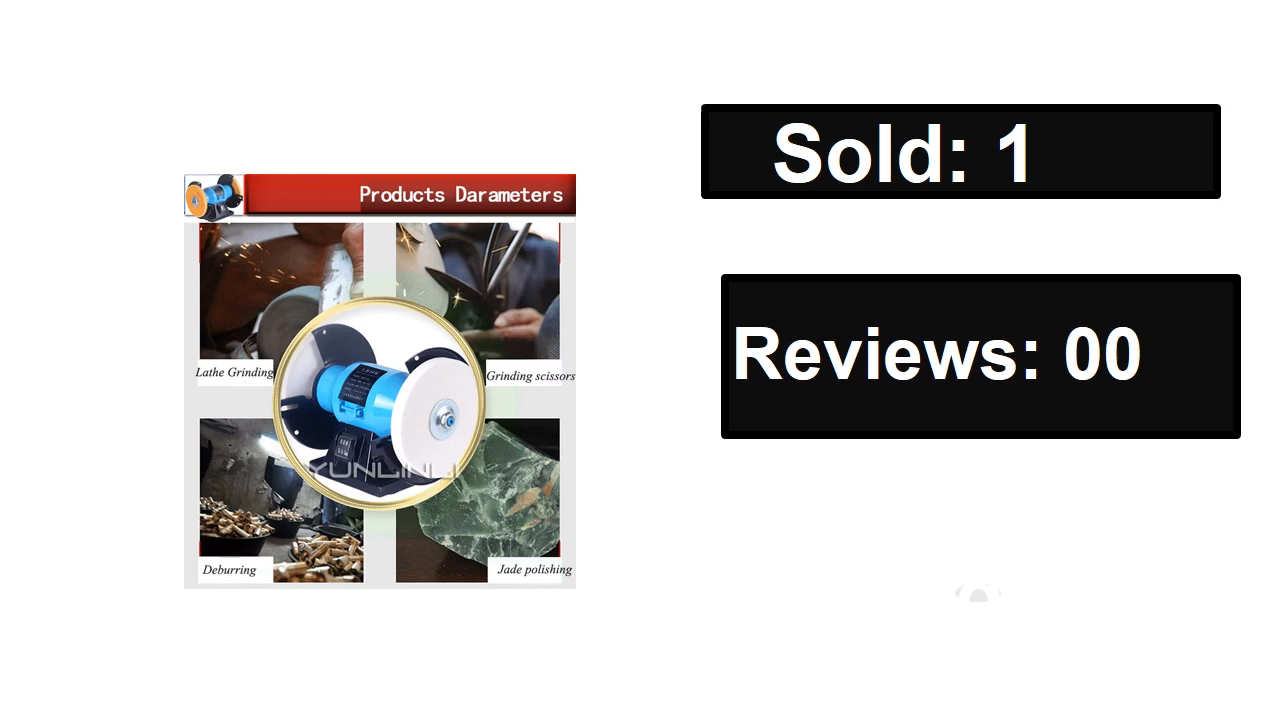 Products Darameters
Lathe Grinding
Grinding scissors
YUNLINLI
Deburring
Jade polishing
Sold: 1
Reviews: 00